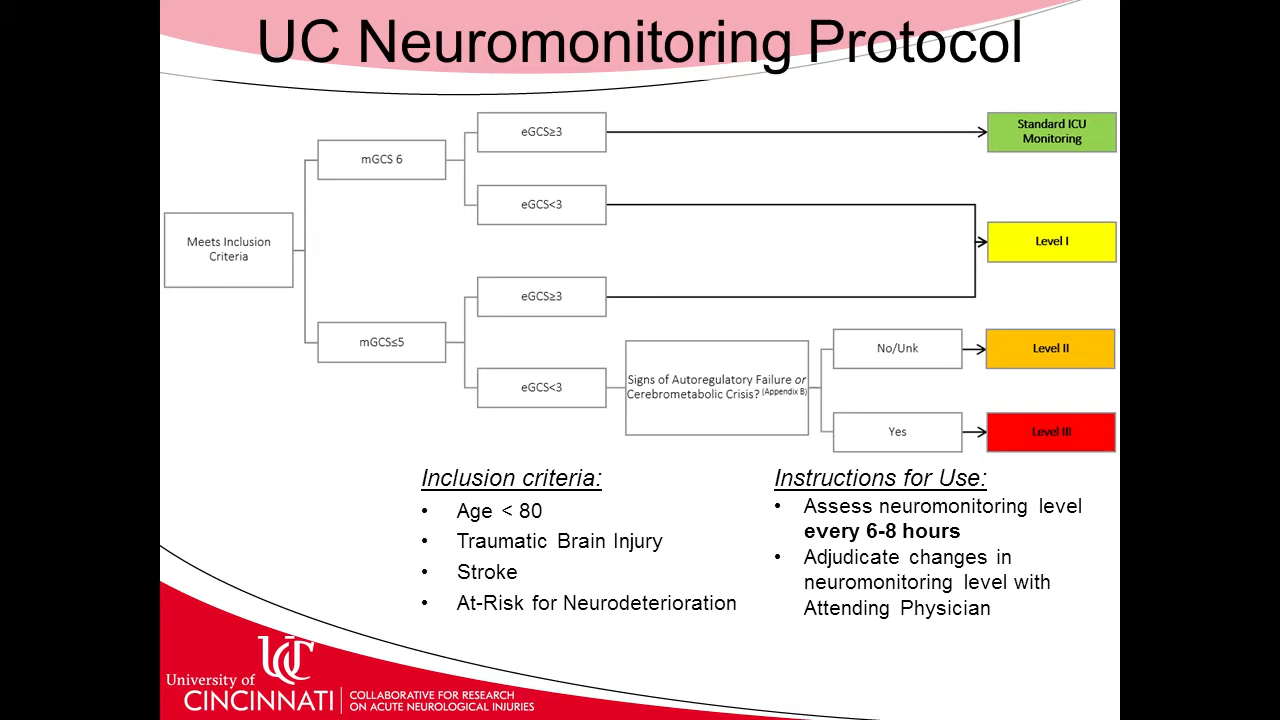 UC Neuromonitoring Protocol
Meets Inclusion
Criteria
mGCS 6
mGCS≤5
eGCS≥3
eGCS<3
eGCS≥3
eGCS<3
Signs of Autoregulatory Failure or
Cerebrometabolic Crisis? (Appendix B)
No/Unk
Yes
Standard ICU
Monitoring
Level I
Level II
Level III
Inclusion criteria:
• Age < 80
• Traumatic Brain Injury
• Stroke
• At-Risk for Neurodeterioration
Instructions for Use:
• Assess neuromonitoring level
every 6-8 hours
• Adjudicate changes in
neuromonitoring level with
Attending Physician
UC
University of
CINCINNATI
COLLABORATIVE FOR RESEARCH
ON ACUTE NEUROLOGICAL INJURIES